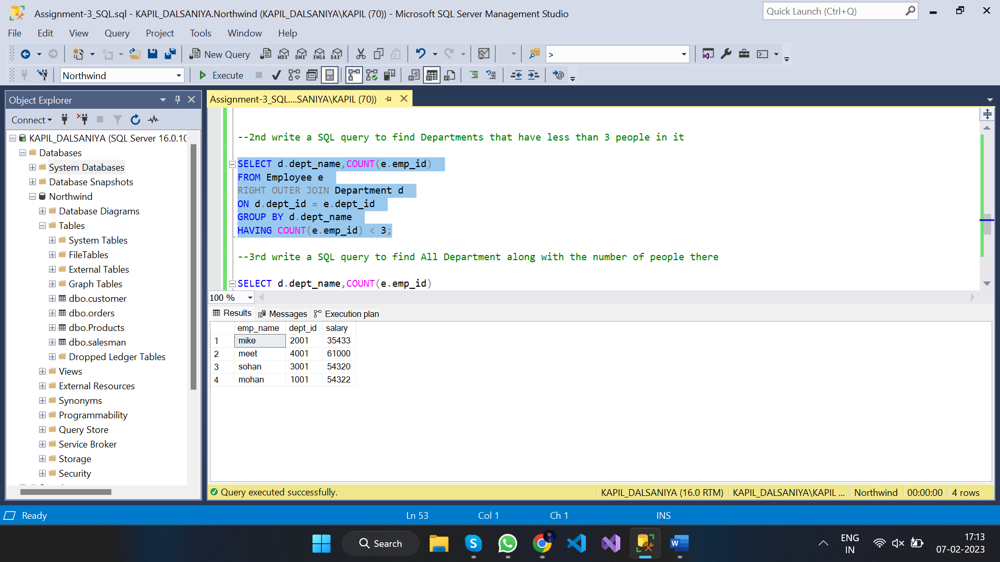 Assignment-3_SQL.sql - KAPIL_DALSANIYA.Northwind (KAPIL_DALSANIYA\KAPIL (70)) - Microsoft SQL Server Management Studio
Quick Launch (Ctrl+Q)
File Edit View Query Project Tools Window Help
New Query MDX DMX XMLA DAX >
Northwind Execute
Object Explorer
Connect
KAPIL_DALSANIYA (SQL Server 16.0.10
Databases
System Databases
Database Snapshots
Northwind
Database Diagrams
Tables
System Tables
FileTables
External Tables
Graph Tables
dbo.customer
dbo.orders
dbo.Products
dbo.salesman
Dropped Ledger Tables
Views
External Resources
Synonyms
Programmability
Query Store
Service Broker
Storage
Security
Assignment-3_SQL....SANIYA\KAPIL (70))
--2nd write a SQL query to find Departments that have less than 3 people in it
SELECT d.dept_name,COUNT(e.emp_id)
FROM Employee e
RIGHT OUTER JOIN Department d
ON d.dept_id = e.dept_id
GROUP BY d.dept_name
HAVING COUNT(e.emp_id) < 3;
--3rd write a SQL query to find All Department along with the number of people there
SELECT d.dept_name,COUNT(e.emp_id)
100 %
Results Messages Execution plan
emp_name dept_id salary
1 mike 2001 35433
2 meet 4001 61000
3 sohan 3001 54320
4 mohan 1001 54322
Query executed successfully. KAPIL_DALSANIYA (16.0 RTM) KAPIL_DALSANIYA\KAPIL ... Northwind 00:00:00 4 rows
Ready Ln 53 Col 1 Ch 1 INS
Search
ENG
IN
17:13
07-02-2023